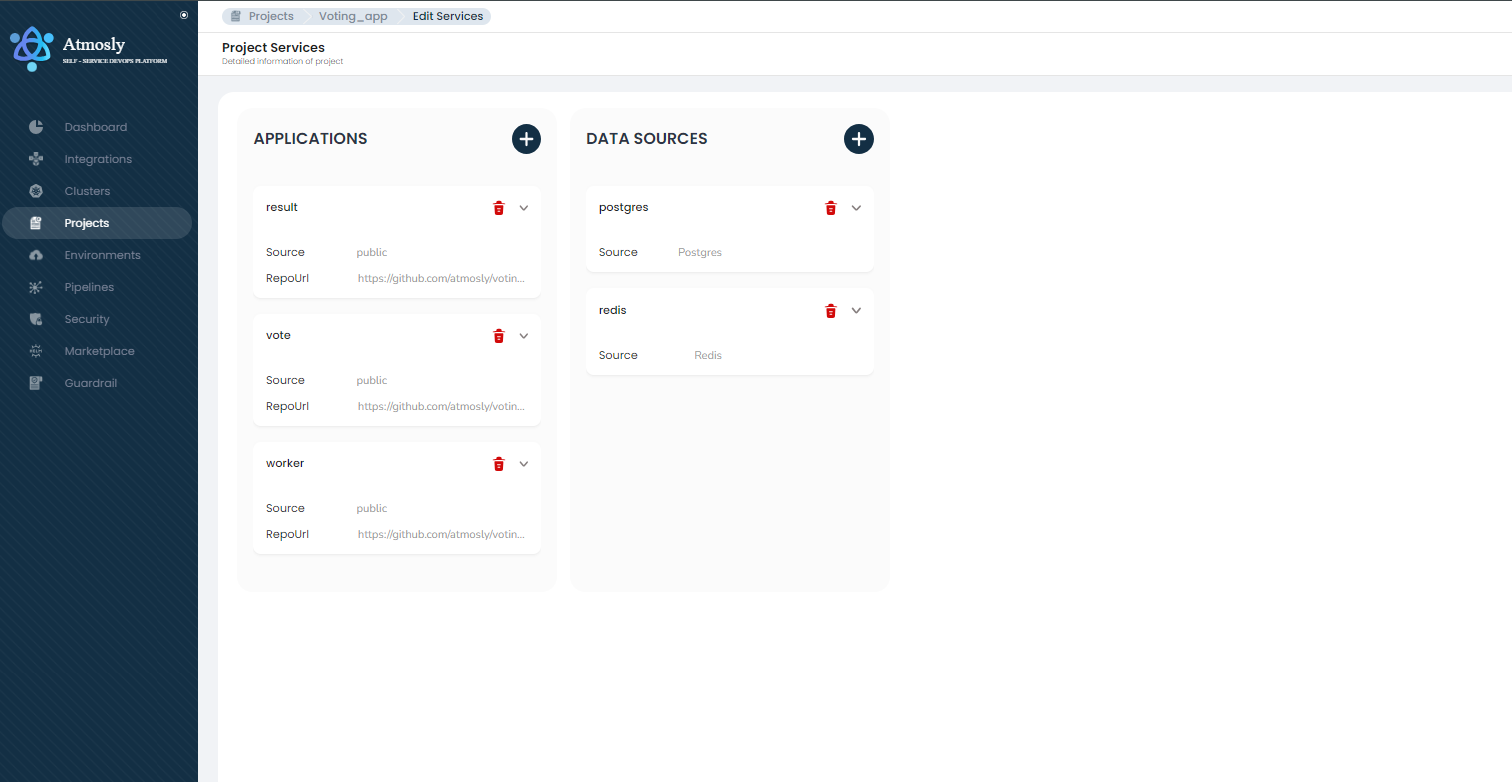 Atmosly
SELF - SERVICE DEVOPS PLATFORM
Dashboard
Integrations
Clusters
Projects
Environments
Pipelines
Security
Marketplace
Guardrail
Projects Voting_app Edit Services
Project Services
Detailed information of project
APPLICATIONS
result
Source public
RepoUrl https://github.com/atmosly/votin...
vote
Source public
RepoUrl https://github.com/atmosly/votin...
worker
Source public
RepoUrl https://github.com/atmosly/votin...
DATA SOURCES
postgres
Source Postgres
redis
Source Redis